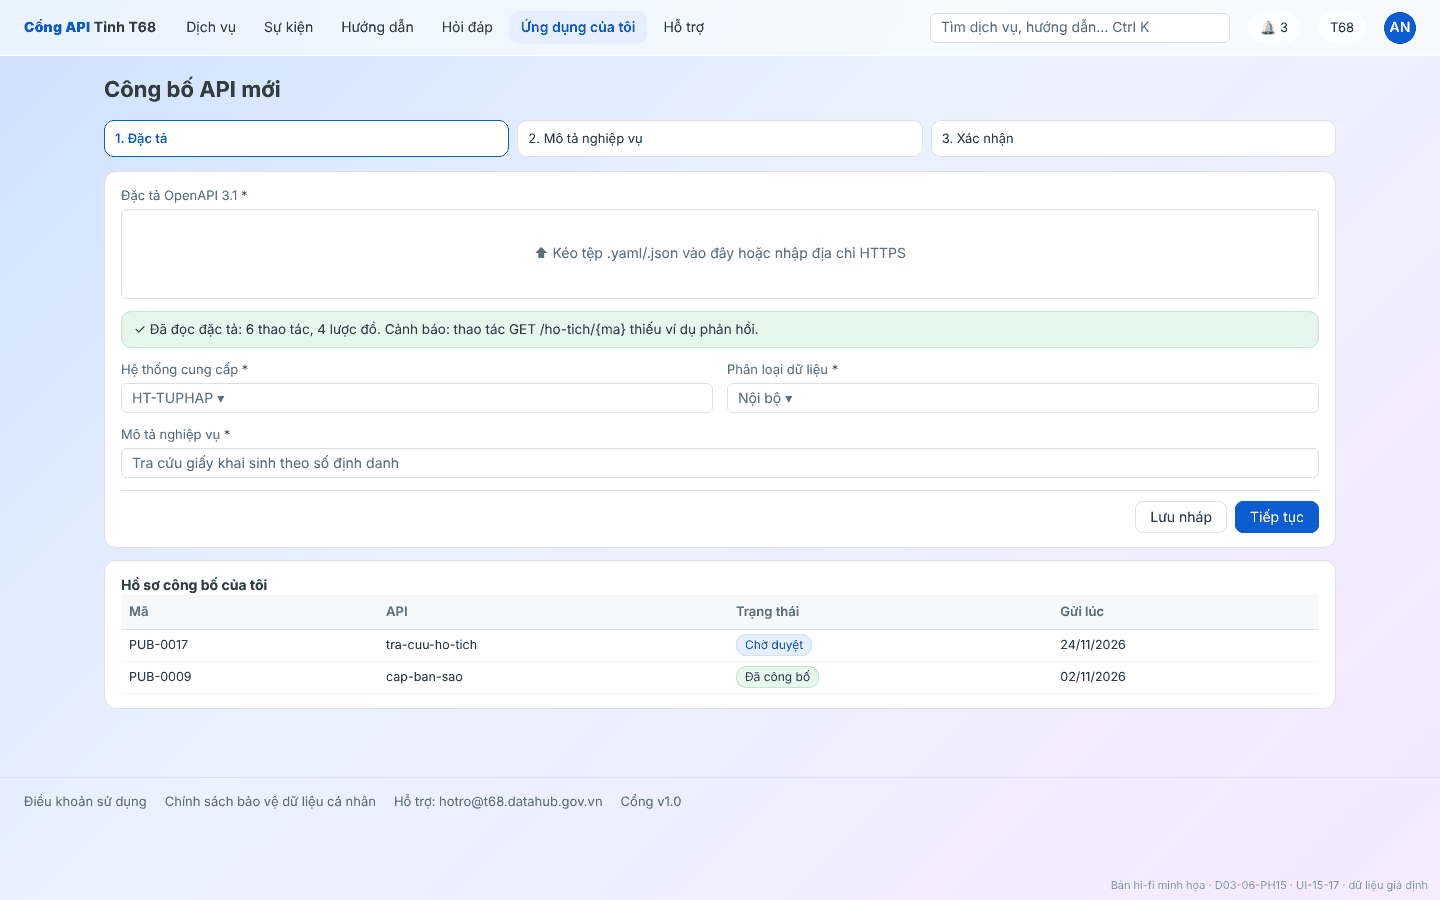 Cổng API Tỉnh T68 Dịch vụ Sự kiện Hướng dẫn Hỏi đáp Ứng dụng của tôi Hỗ trợ Tìm dịch vụ, hướng dẫn... Ctrl K 3 T68 AN
Công bố API mới
1. Đặc tả 2. Mô tả nghiệp vụ 3. Xác nhận
Đặc tả OpenAPI 3.1 *
Kéo tệp .yaml/.json vào đây hoặc nhập địa chỉ HTTPS
✓ Đã đọc đặc tả: 6 thao tác, 4 lược đồ. Cảnh báo: thao tác GET /ho-tich/{ma} thiếu ví dụ phản hồi.
Hệ thống cung cấp * Phân loại dữ liệu *
HT-TUPHAP ▾ Nội bộ ▾
Mô tả nghiệp vụ *
Tra cứu giấy khai sinh theo số định danh
Lưu nháp Tiếp tục
Hồ sơ công bố của tôi
Mã API Trạng thái Gửi lúc
PUB-0017 tra-cuu-ho-tich Chờ duyệt 24/11/2026
PUB-0009 cap-ban-sao Đã công bố 02/11/2026
Điều khoản sử dụng Chính sách bảo vệ dữ liệu cá nhân Hỗ trợ: hotro@t68.datahub.gov.vn Cổng v1.0
Bản hi-fi minh họa · D03-06-PH15 · UI-15-17 · dữ liệu giả định